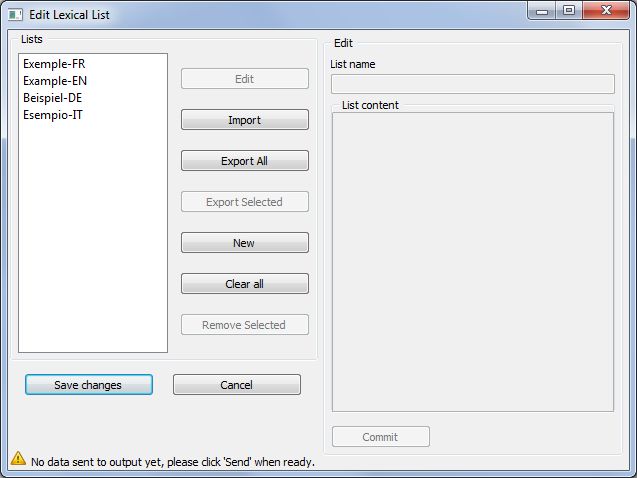 Edit Lexical List
Lists
Exemple-FR
Example-EN
Beispiel-DE
Esempio-IT
Edit
Import
Export All
Export Selected
New
Clear all
Remove Selected
Save changes
Cancel
Edit
List name
List content
Commit
No data sent to output yet, please click 'Send' when ready.